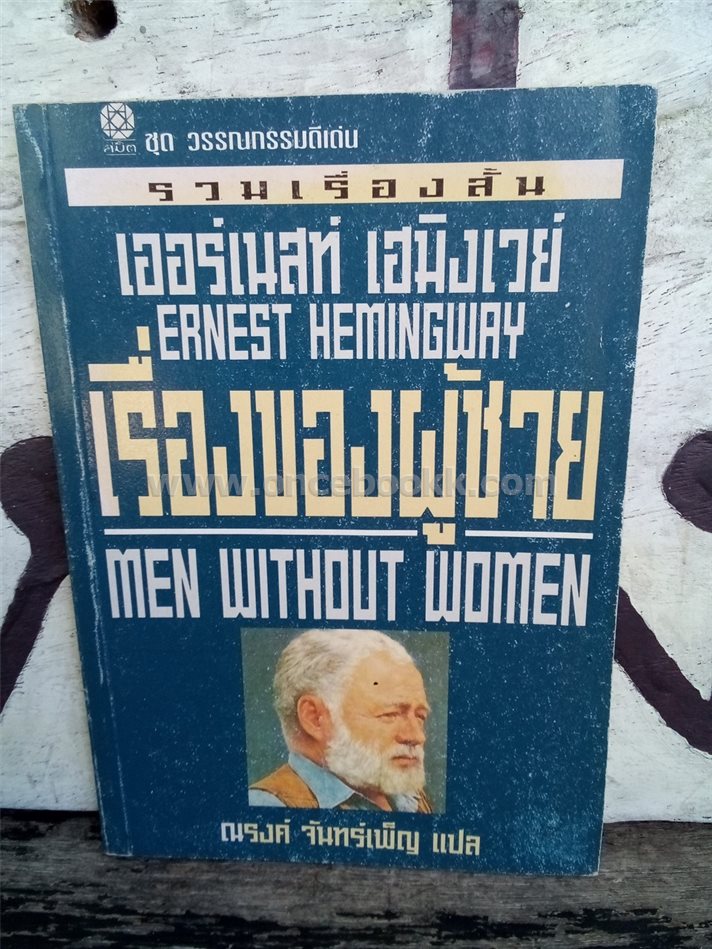 สมิต
ชุด วรรณกรรมดีเด่น
รวมเรื่องสั้น
เออร์เนสท์ เฮมิงเวย์
ERNEST HEMINGWAY
เรื่องของผู้ชาย
www.oncebookk.com
MEN WITHOUT WOMEN
ณรงค์ จันทร์เพ็ญ แปล